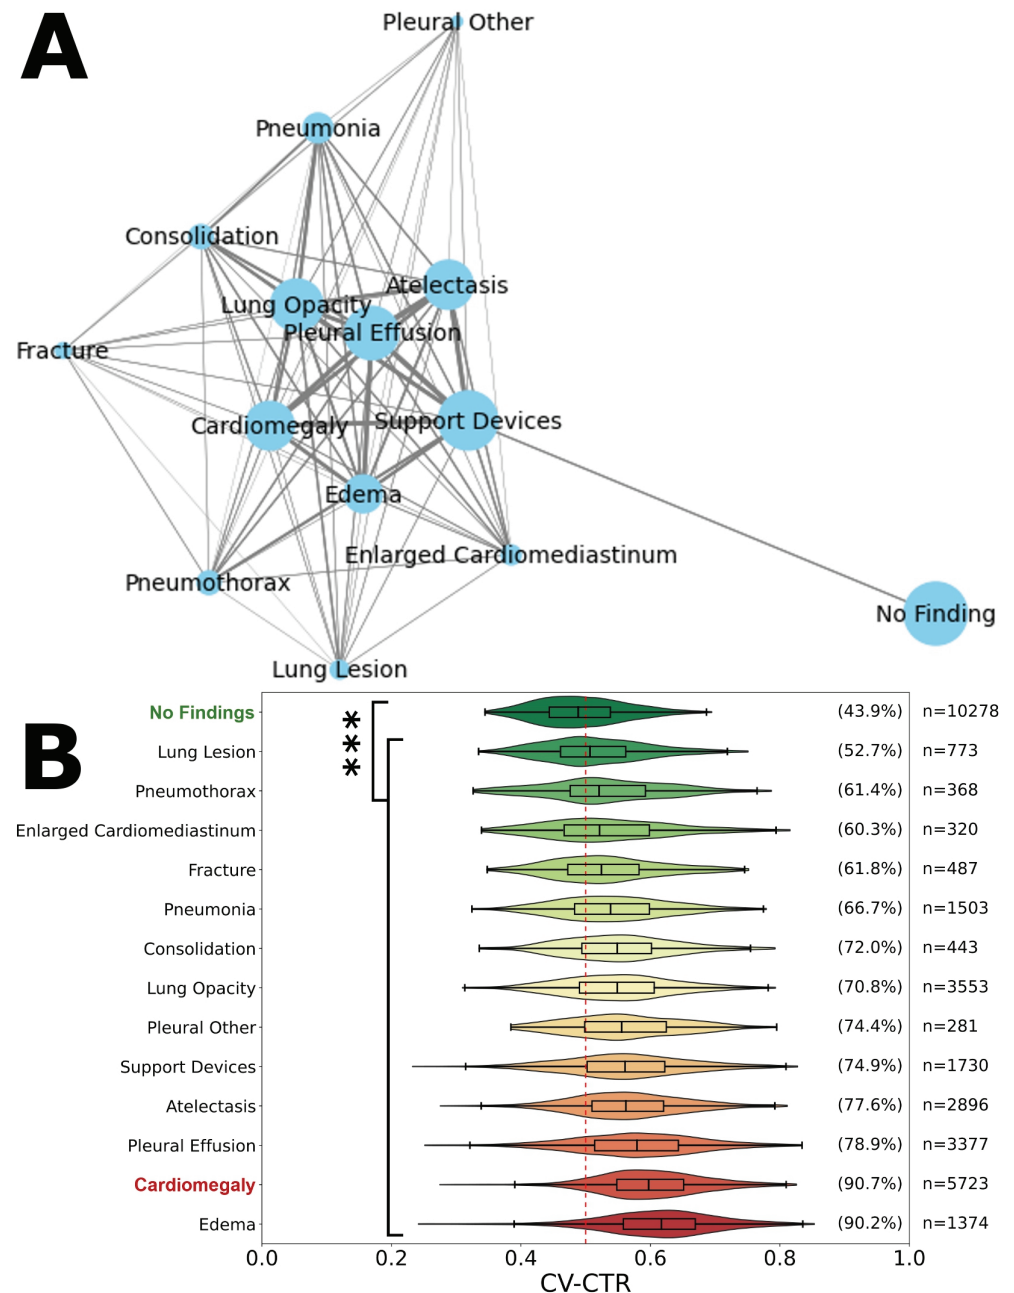 A
Pleural Other
Pneumonia
Consolidation
Atelectasis
Lung Opacity
Pleural Effusion
Fracture
Cardiomegaly
Support Devices
Edema
Enlarged Cardiomediastinum
Pneumothorax
No Finding
Lung Lesion
B
No Findings (43.9%) n=10278
Lung Lesion (52.7%) n=773
Pneumothorax (61.4%) n=368
Enlarged Cardiomediastinum (60.3%) n=320
Fracture (61.8%) n=487
Pneumonia (66.7%) n=1503
Consolidation (72.0%) n=443
Lung Opacity (70.8%) n=3553
Pleural Other (74.4%) n=281
Support Devices (74.9%) n=1730
Atelectasis (77.6%) n=2896
Pleural Effusion (78.9%) n=3377
Cardiomegaly (90.7%) n=5723
Edema (90.2%) n=1374
***
0.0 0.2 0.4 0.6 0.8 1.0
CV-CTR